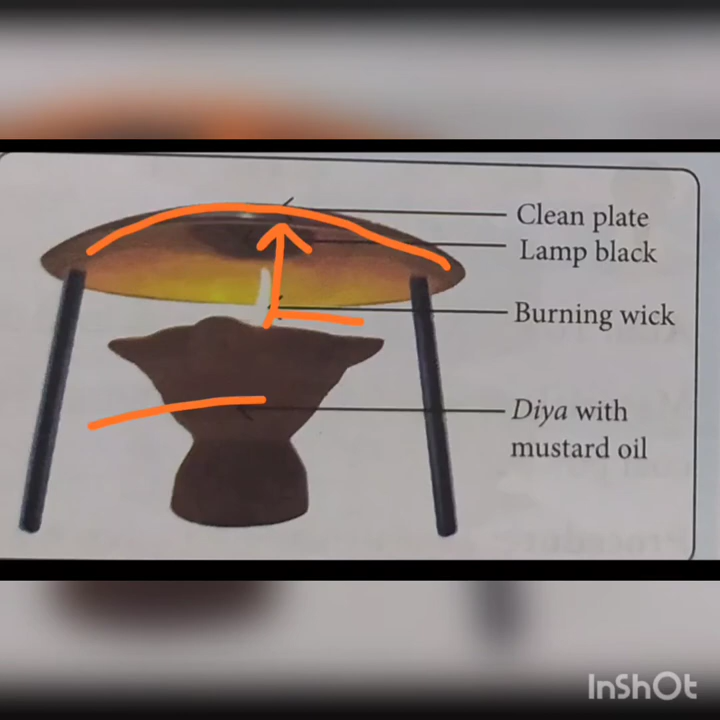 Clean plate
Lamp black
Burning wick
Diya with
mustard oil
InShOt